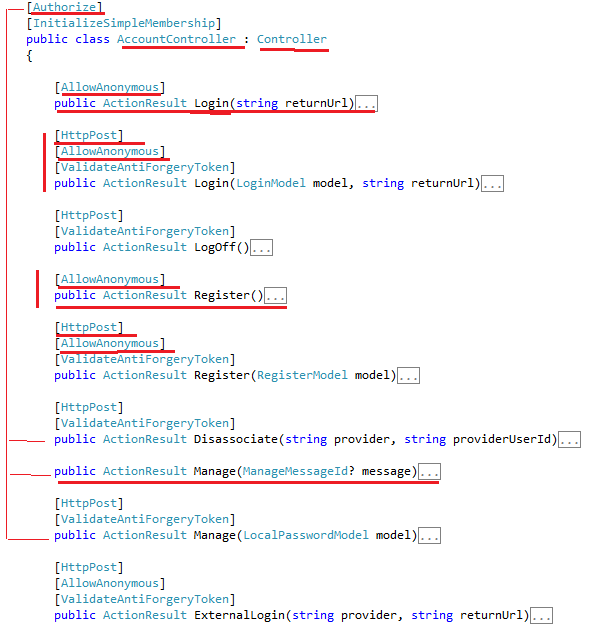 [Authorize]
[InitializeSimpleMembership]
public class AccountController : Controller
{
[AllowAnonymous]
public ActionResult Login(string returnUrl)...
[HttpPost]
[AllowAnonymous]
[ValidateAntiForgeryToken]
public ActionResult Login(LoginModel model, string returnUrl)...
[HttpPost]
[ValidateAntiForgeryToken]
public ActionResult LogOff()...
[AllowAnonymous]
public ActionResult Register()...
[HttpPost]
[AllowAnonymous]
[ValidateAntiForgeryToken]
public ActionResult Register(RegisterModel model)...
[HttpPost]
[ValidateAntiForgeryToken]
public ActionResult Disassociate(string provider, string providerUserId)...
public ActionResult Manage(ManageMessageId? message)...
[HttpPost]
[ValidateAntiForgeryToken]
public ActionResult Manage(LocalPasswordModel model)...
[HttpPost]
[AllowAnonymous]
[ValidateAntiForgeryToken]
public ActionResult ExternalLogin(string provider, string returnUrl)...